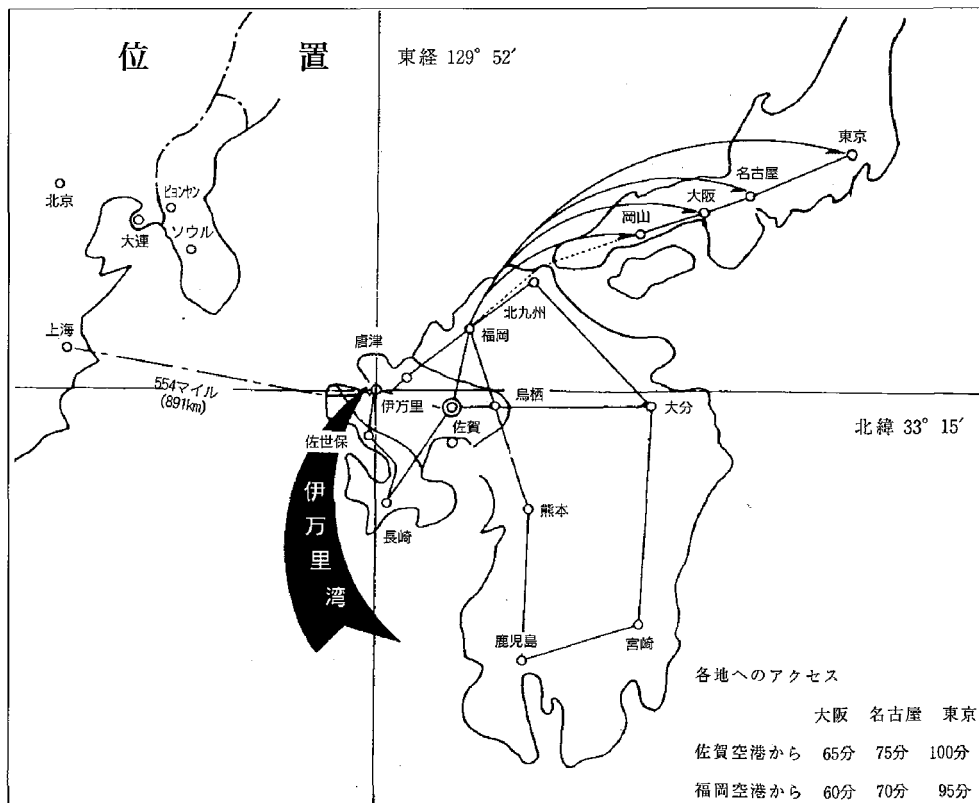 位 置
東経 129° 52′
東京
名古屋
大阪
岡山
北京
ピョンヤン
大連
ソウル
北九州
上海
福岡
唐津
554マイル
(891km)
伊万里
鳥栖
大分
佐賀
北緯 33° 15′
佐世保
伊万里湾
長崎
熊本
鹿児島
宮崎
各地へのアクセス
大阪 名古屋 東京
佐賀空港から 65分 75分 100分
福岡空港から 60分 70分 95分